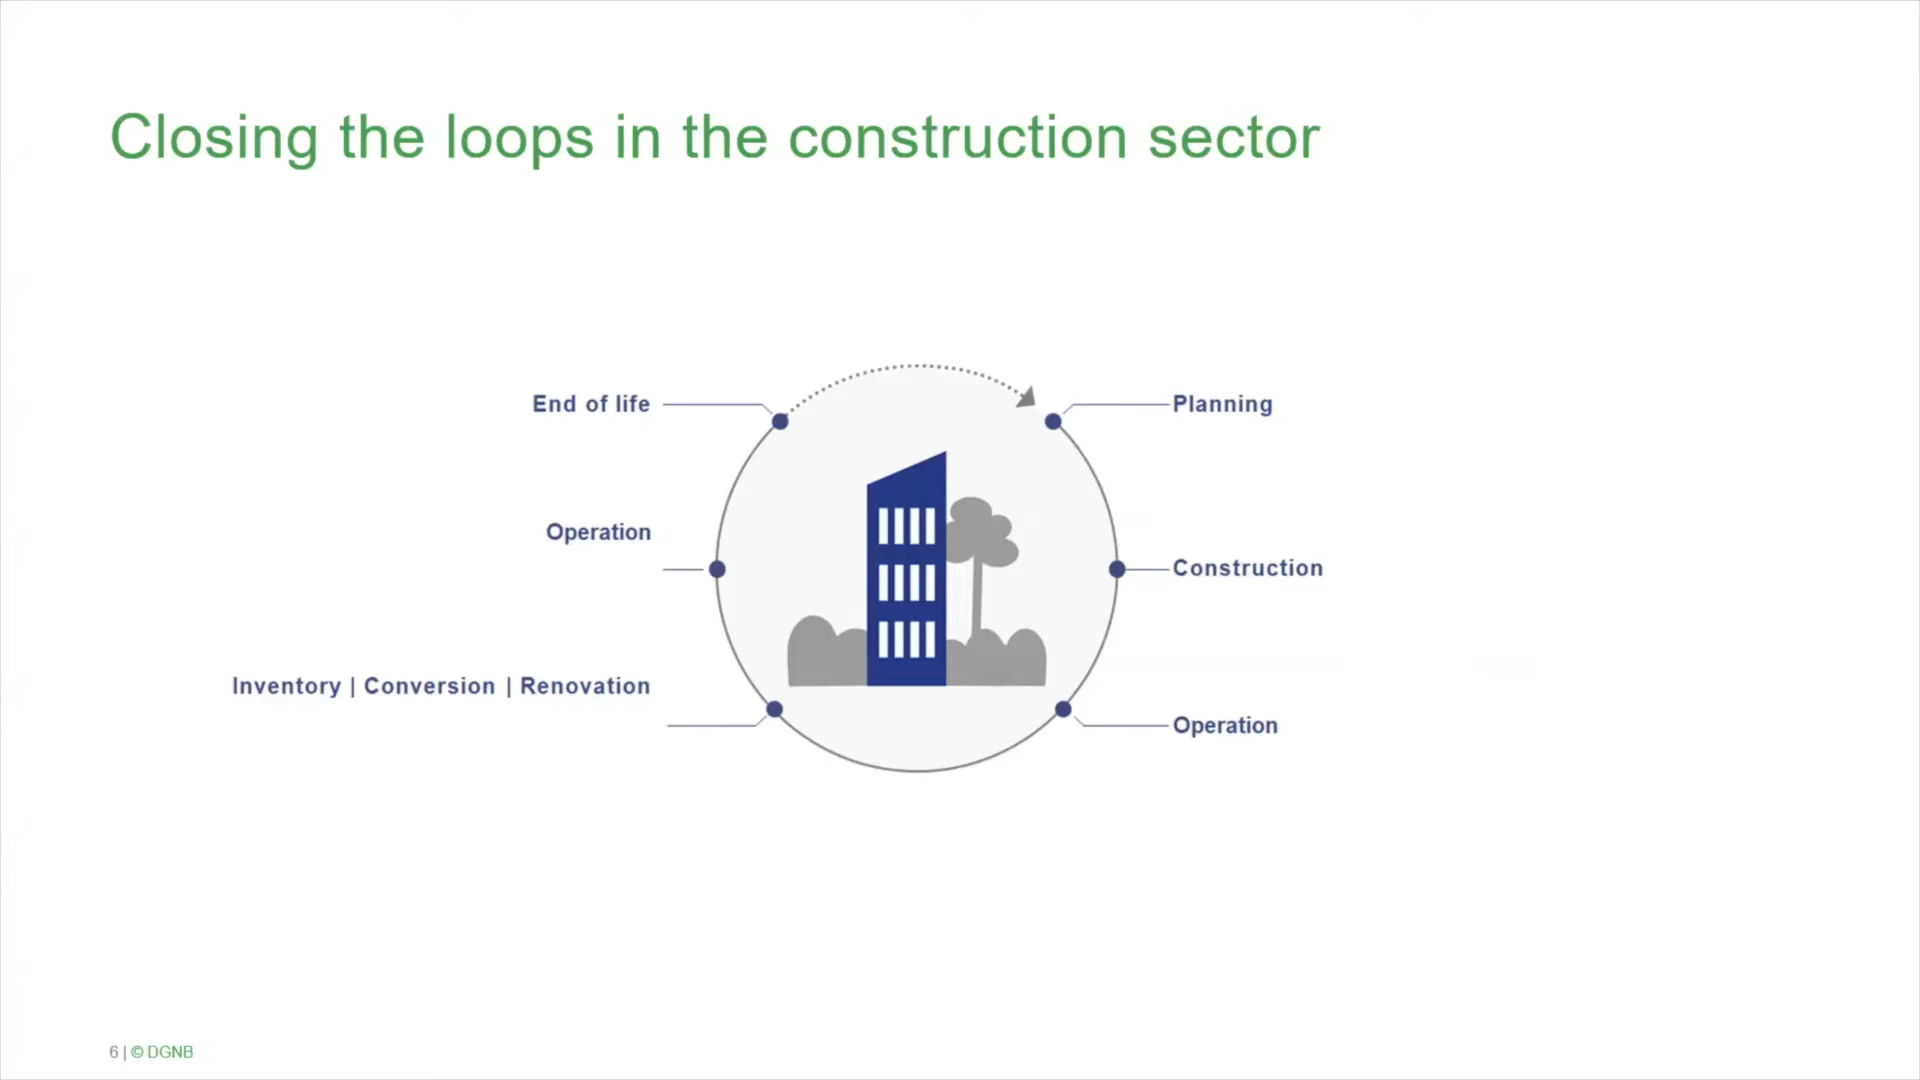 Closing the loops in the construction sector
End of life
Planning
Operation
Construction
Inventory | Conversion | Renovation
Operation
6 | © DGNB